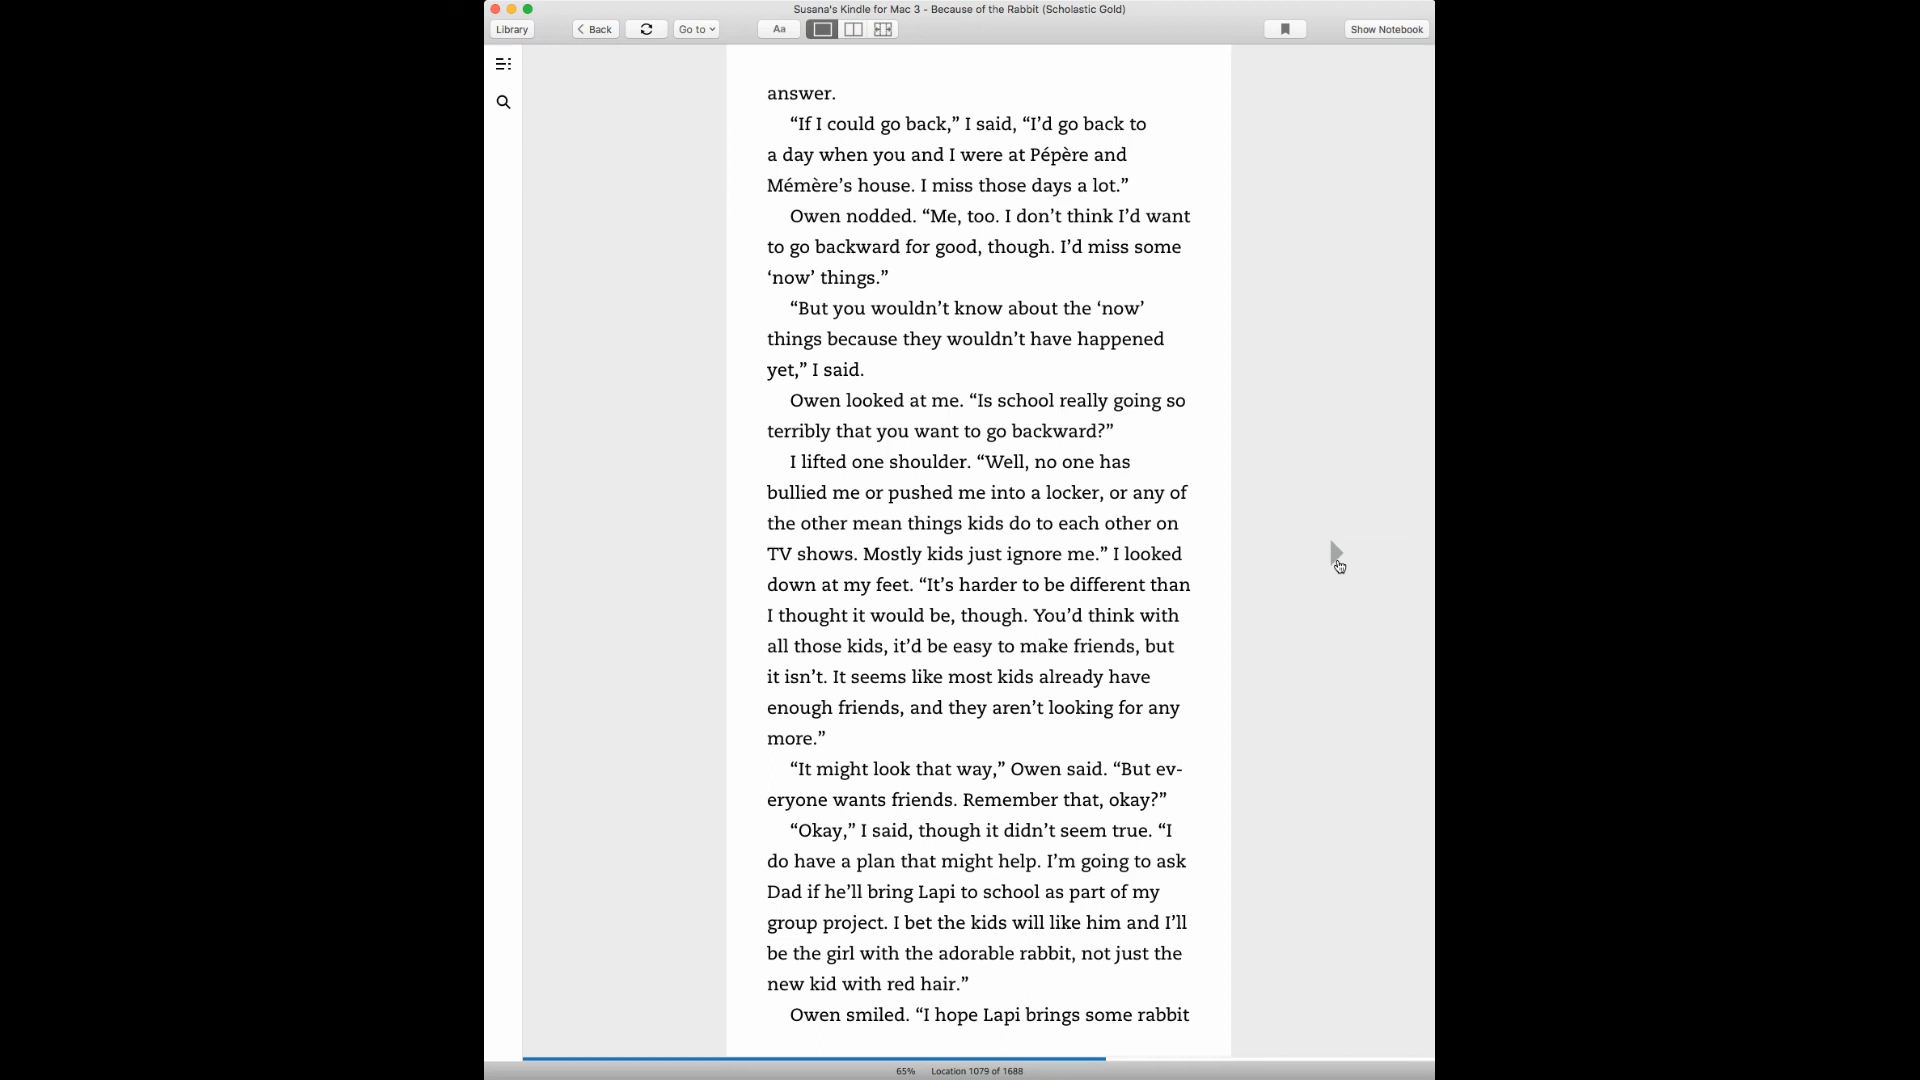 Susana's Kindle for Mac 3 - Because of the Rabbit (Scholastic Gold)
Library
Back
Go to
Aa
Show Notebook
answer.
“If I could go back,” I said, “I’d go back to
a day when you and I were at Pépère and
Mémère’s house. I miss those days a lot.”
Owen nodded. “Me, too. I don’t think I’d want
to go backward for good, though. I’d miss some
‘now’ things.”
“But you wouldn’t know about the ‘now’
things because they wouldn’t have happened
yet,” I said.
Owen looked at me. “Is school really going so
terribly that you want to go backward?”
I lifted one shoulder. “Well, no one has
bullied me or pushed me into a locker, or any of
the other mean things kids do to each other on
TV shows. Mostly kids just ignore me.” I looked
down at my feet. “It’s harder to be different than
I thought it would be, though. You’d think with
all those kids, it’d be easy to make friends, but
it isn’t. It seems like most kids already have
enough friends, and they aren’t looking for any
more.”
“It might look that way,” Owen said. “But ev-
eryone wants friends. Remember that, okay?”
“Okay,” I said, though it didn’t seem true. “I
do have a plan that might help. I’m going to ask
Dad if he’ll bring Lapi to school as part of my
group project. I bet the kids will like him and I’ll
be the girl with the adorable rabbit, not just the
new kid with red hair.”
Owen smiled. “I hope Lapi brings some rabbit
65% Location 1079 of 1688